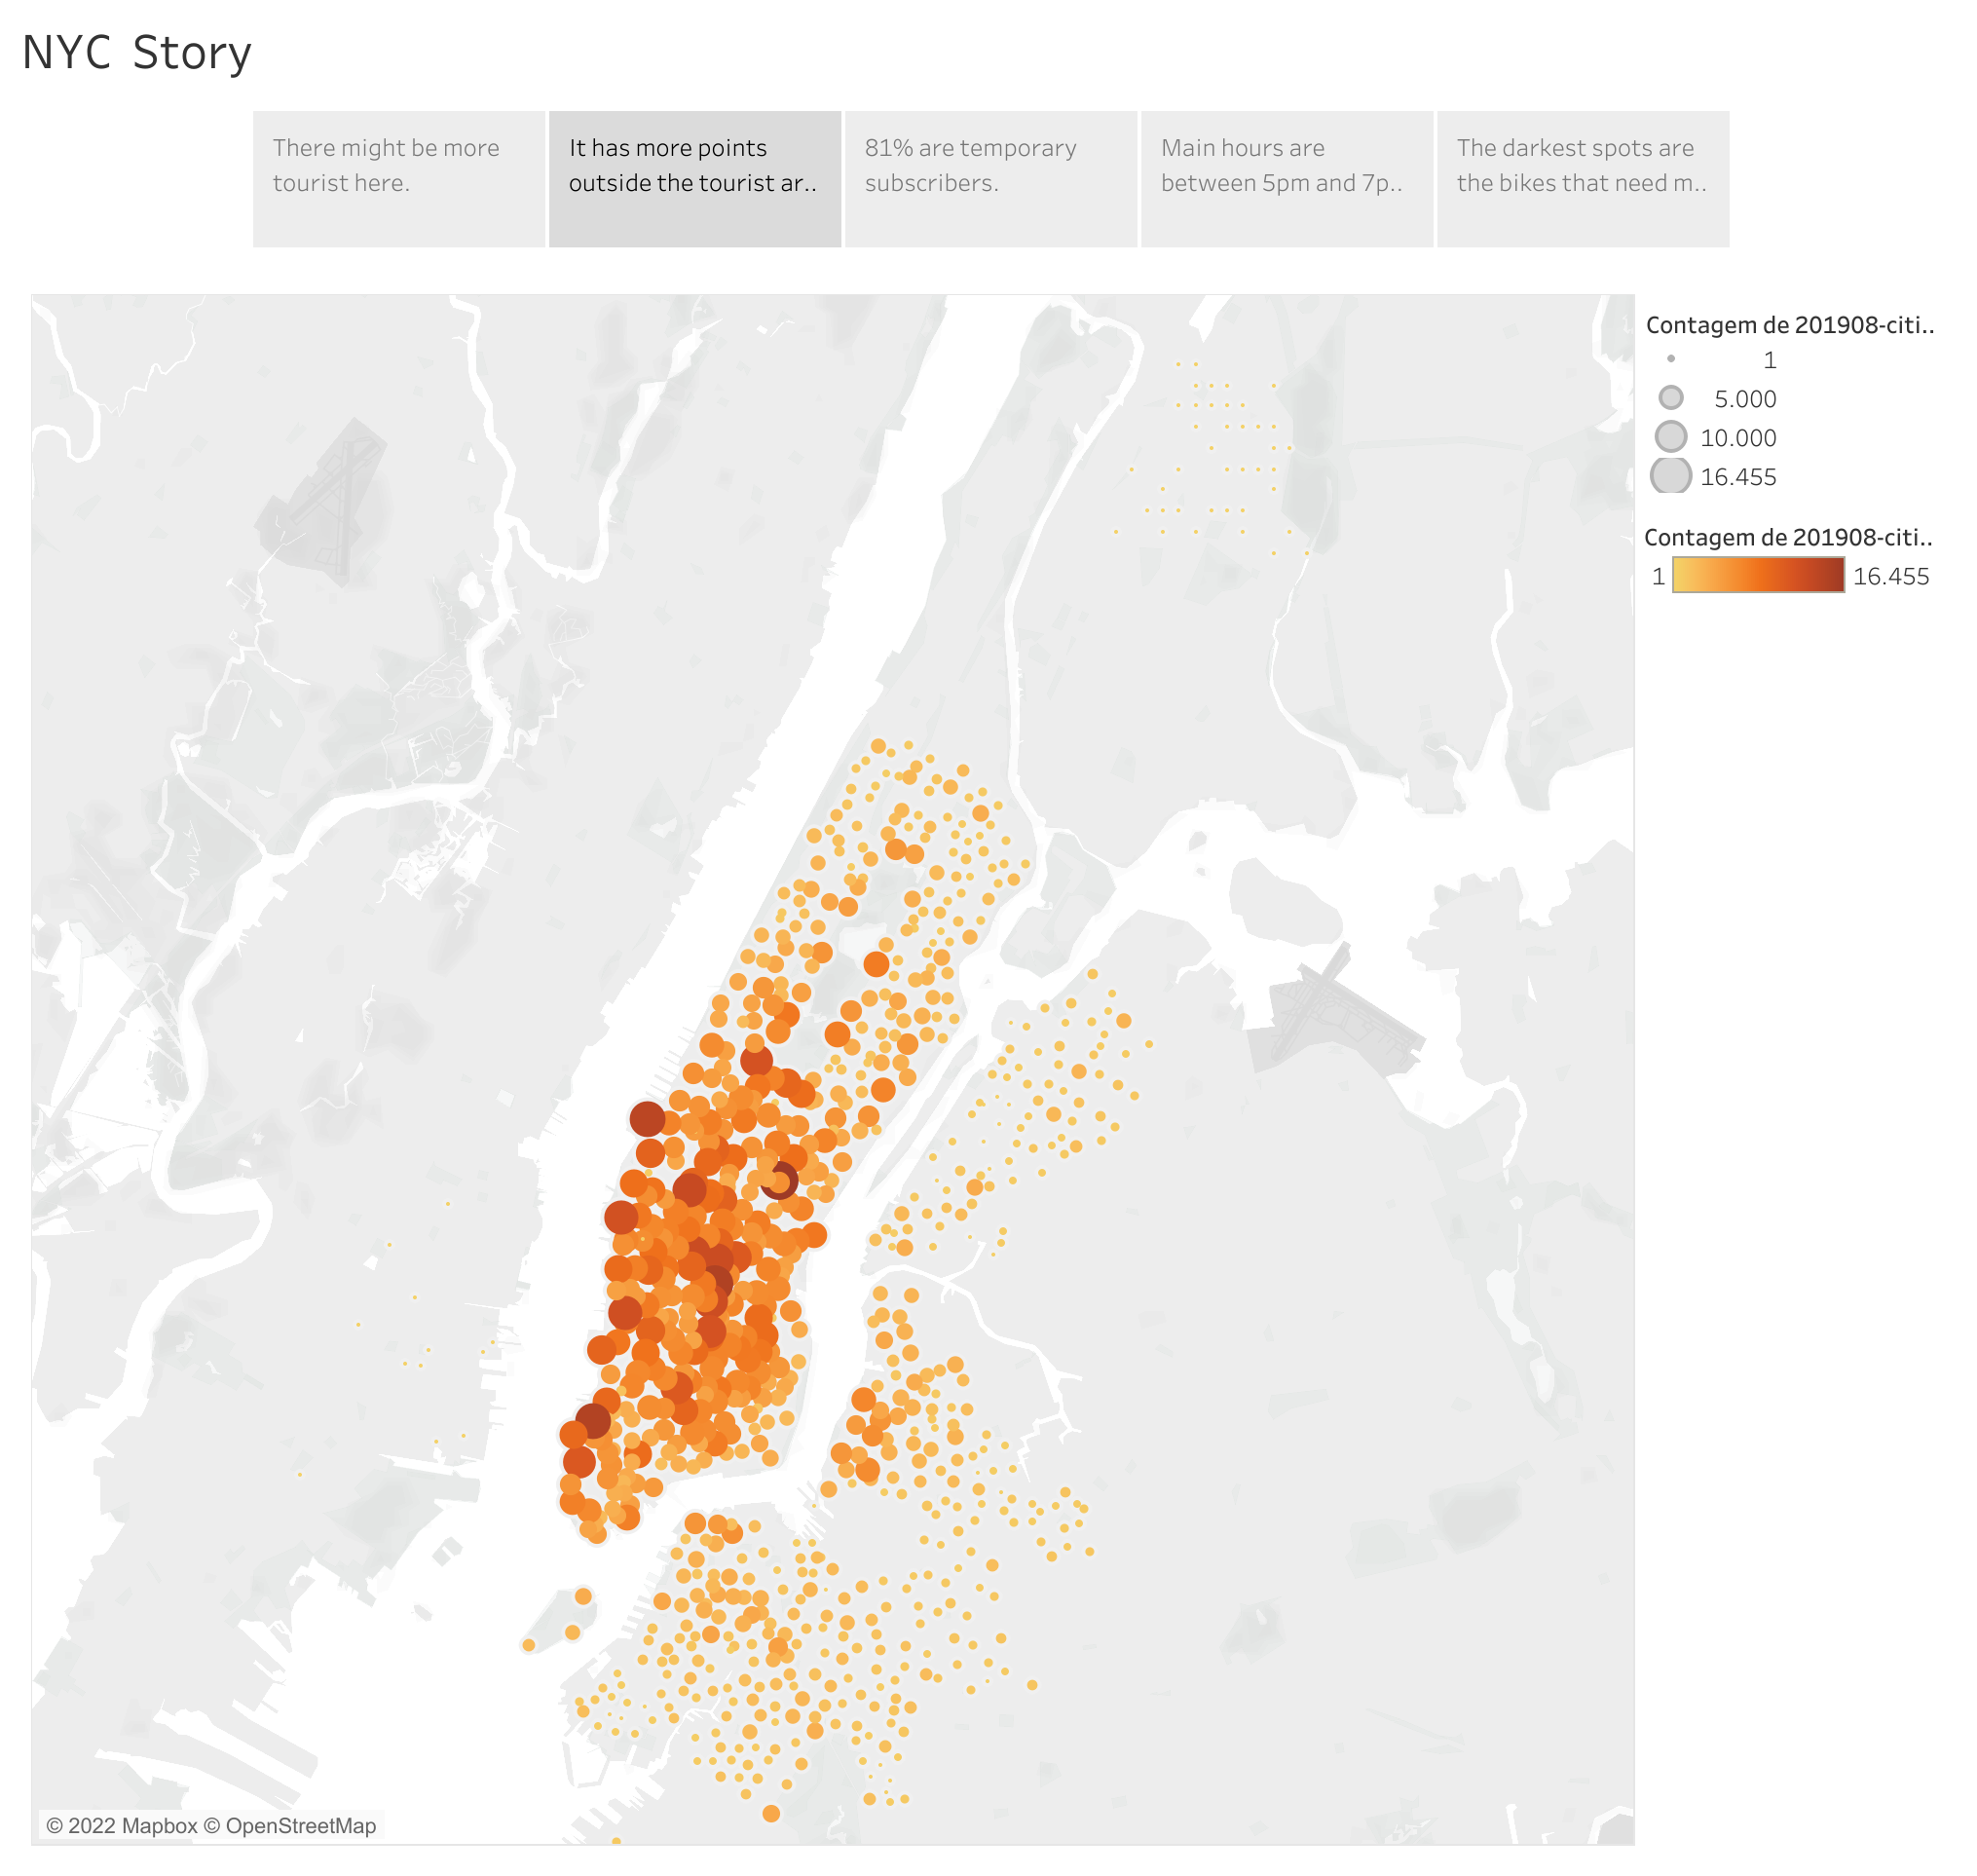 NYC Story
There might be more
tourist here.
It has more points
outside the tourist ar..
81% are temporary
subscribers.
Main hours are
between 5pm and 7p..
The darkest spots are
the bikes that need m..
Contagem de 201908-citi..
1
5.000
10.000
16.455
Contagem de 201908-citi..
1 16.455
© 2022 Mapbox © OpenStreetMap